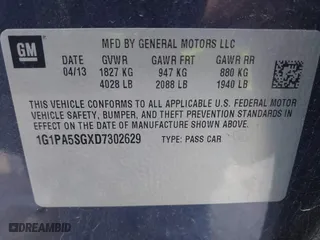 GM
MFD BY GENERAL MOTORS LLC
DATE GVWR GAWR FRT GAWR RR
04/13 1827 KG 947 KG 880 KG
4028 LB 2088 LB 1940 LB
THIS VEHICLE CONFORMS TO ALL APPLICABLE U.S. FEDERAL MOTOR
VEHICLE SAFETY, BUMPER, AND THEFT PREVENTION STANDARDS IN
EFFECT ON THE DATE OF MANUFACTURE SHOWN ABOVE.
1G1PA5SGXD7302629 TYPE: PASS CAR